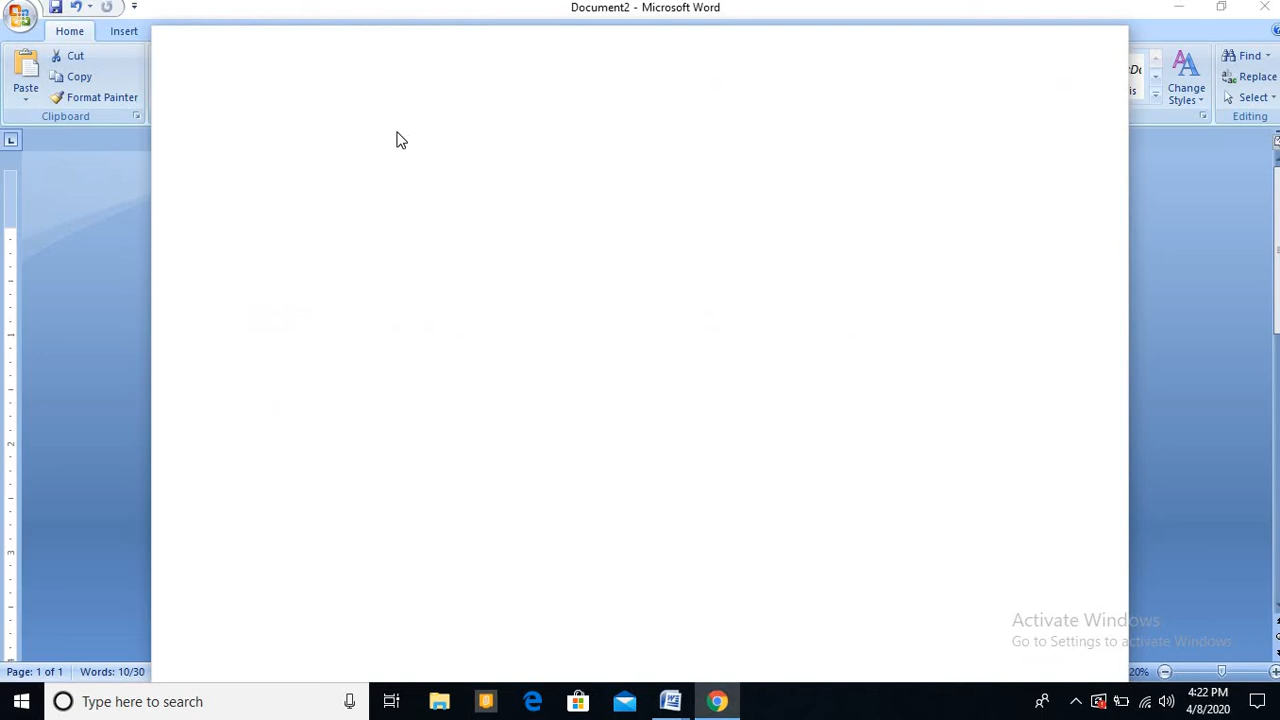 Document2 - Microsoft Word
Home Insert
Paste
Cut
Copy
Format Painter
Clipboard
Change
Styles
Find
Replace
Select
Editing
Activate Windows
Go to Settings to activate Windows
Page: 1 of 1 Words: 10/30
20%
Type here to search
4:22 PM
4/8/2020